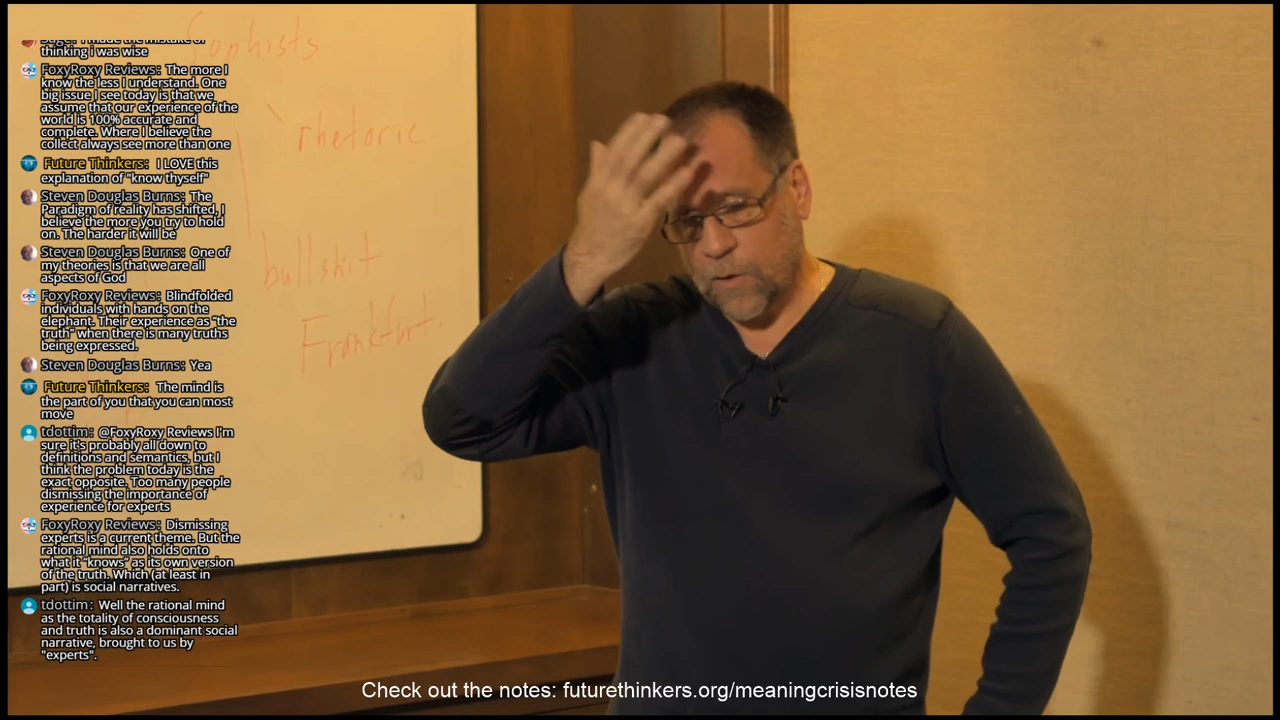 thinking i was wise
FoxyRoxy Reviews: The more I
know the less I understand. One
big issue I see today is that we
assume that our experience of the
world is 100% accurate and
complete. Where I believe the
collect always see more than one
Future Thinkers: I LOVE this
explanation of "know thyself"
Steven Douglas Burns: The
Paradigm of reality has shifted, I
believe the more you try to hold
on. The harder it will be
Steven Douglas Burns: One of
my theories is that we are all
aspects of God
FoxyRoxy Reviews: Blindfolded
individuals with hands on the
elephant. Their experience as "the
truth" when there is many truths
being expressed.
Steven Douglas Burns: Yea
Future Thinkers: The mind is
the part of you that you can most
move
tdottim: @FoxyRoxy Reviews I'm
sure it's probably all down to
definitions and semantics, but I
think the problem today is the
exact opposite. Too many people
dismissing the importance of
experience for experts
FoxyRoxy Reviews: Dismissing
experts is a current theme. But the
rational mind also holds onto
what it "knows" as its own version
of the truth. Which (at least in
part) is social narratives.
tdottim: Well the rational mind
as the totality of consciousness
and truth is also a dominant social
narrative, brought to us by
"experts".
Sophists
rhetoric
bullshit
Frankfurt
Check out the notes: futurethinkers.org/meaningcrisisnotes